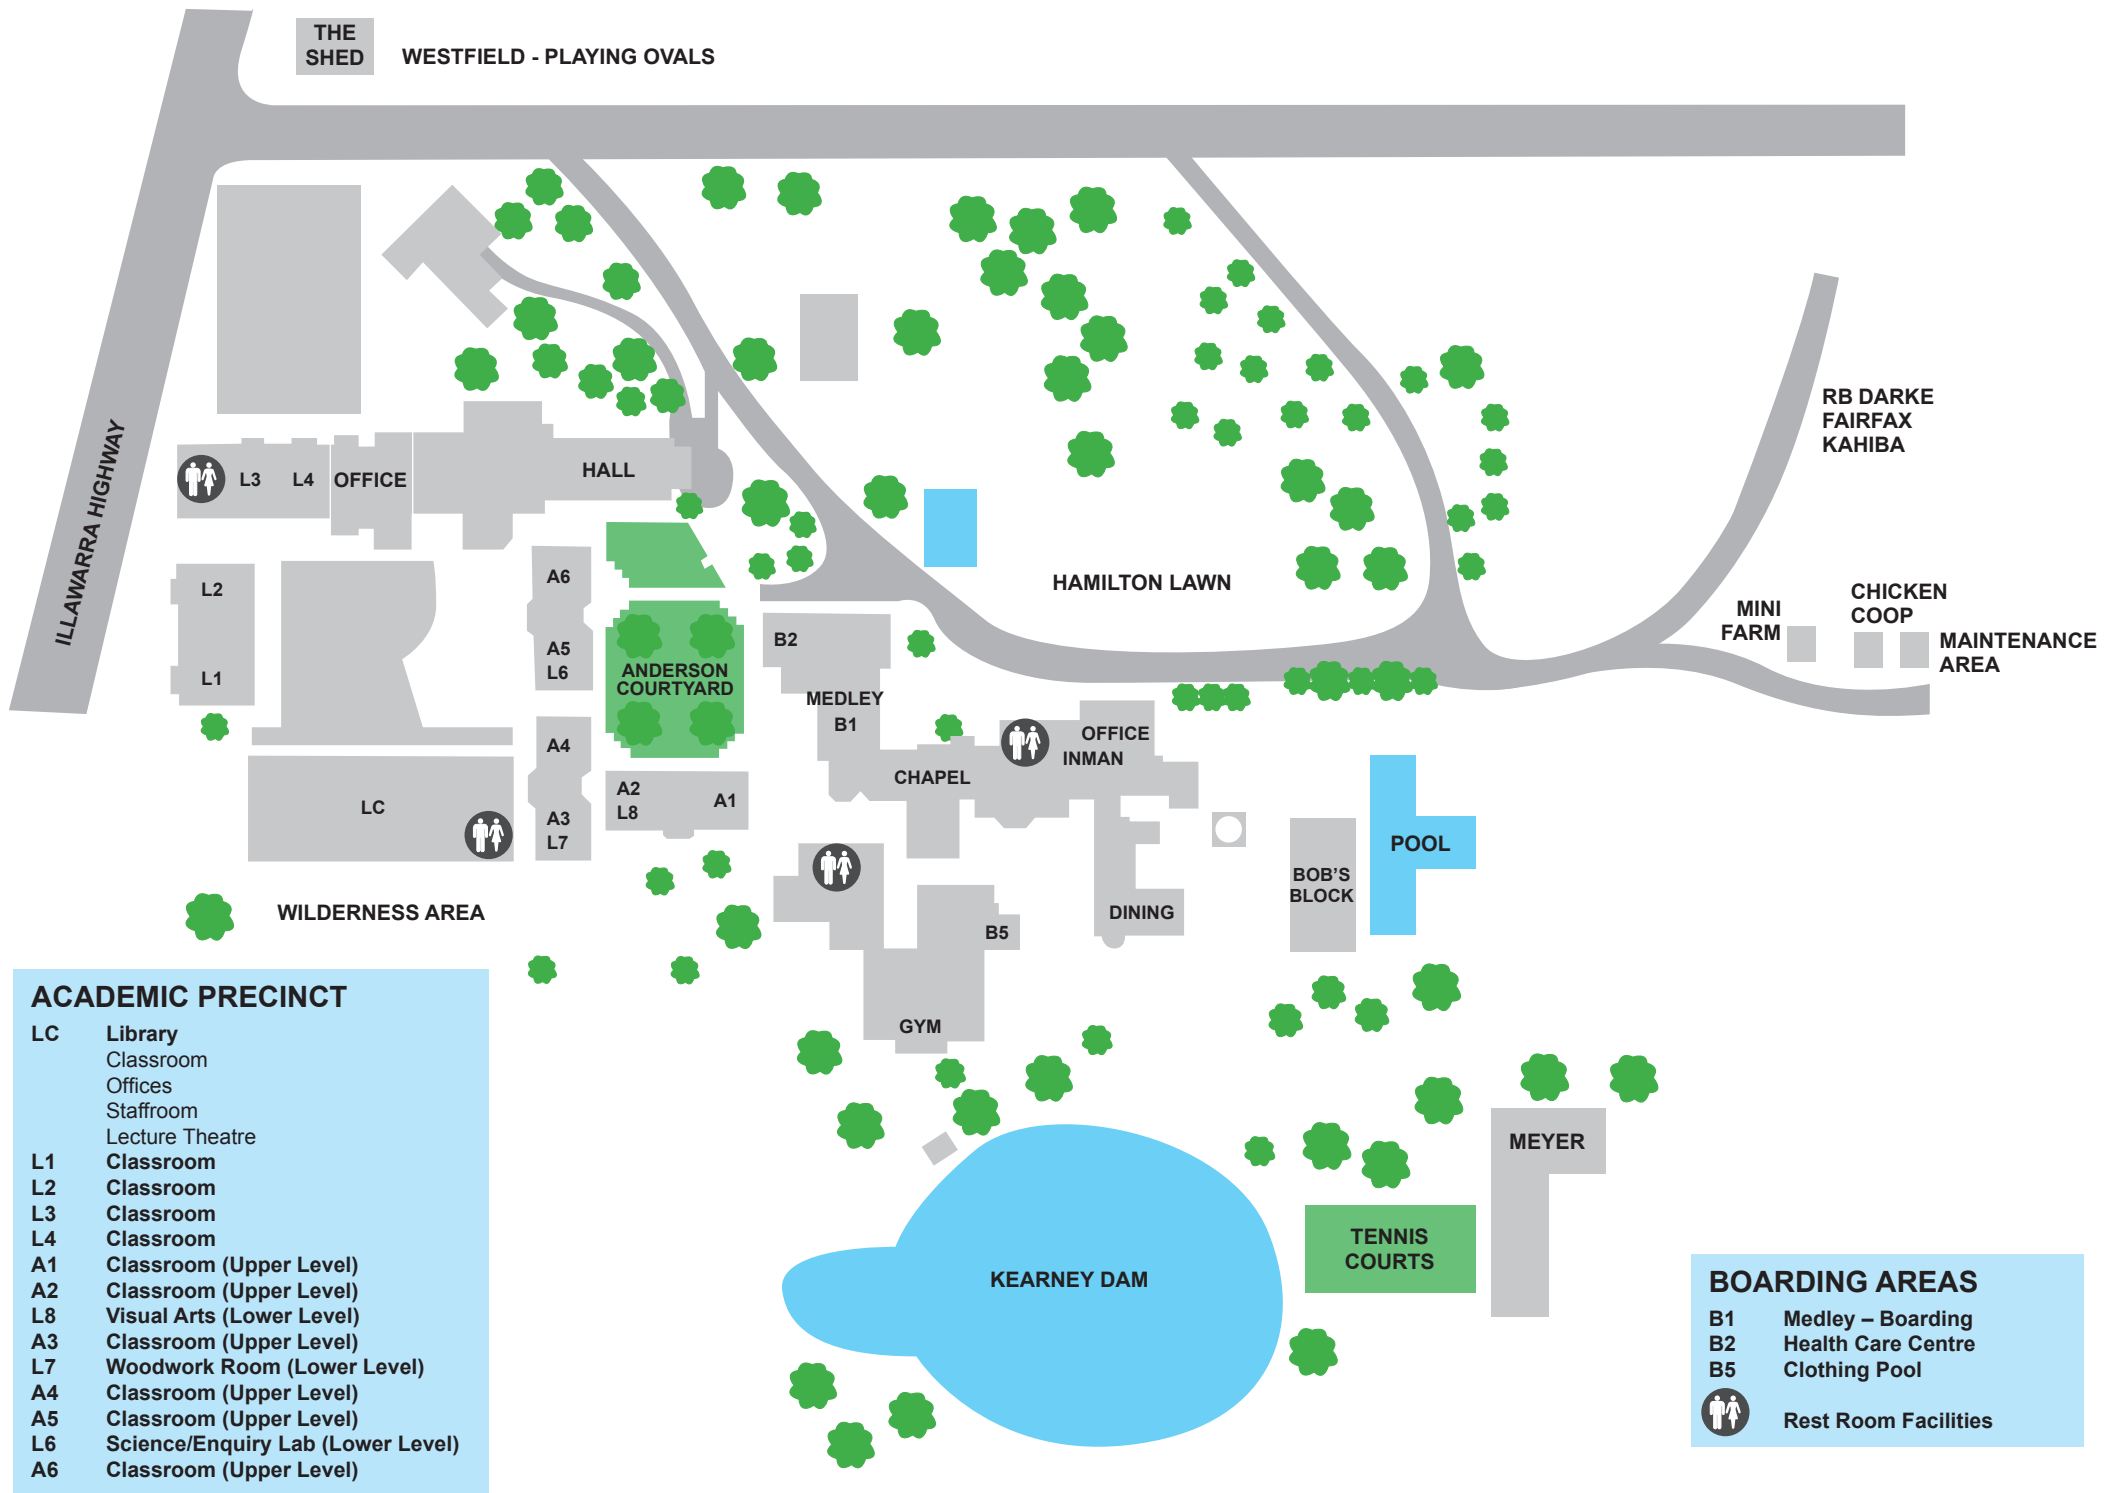 THE
SHED
WESTFIELD - PLAYING OVALS
ILLAWARRA HIGHWAY
RB DARKE
FAIRFAX
KAHIBA
L3
L4
OFFICE
HALL
L2
L1
A6
A5
L6
ANDERSON
COURTYARD
B2
MEDLEY
B1
HAMILTON LAWN
MINI
FARM
CHICKEN
COOP
MAINTENANCE
AREA
OFFICE
INMAN
CHAPEL
A4
A3
L7
A2
L8
A1
LC
POOL
BOB'S
BLOCK
DINING
B5
GYM
WILDERNESS AREA
MEYER
TENNIS
COURTS
KEARNEY DAM
ACADEMIC PRECINCT
LC Library
Classroom
Offices
Staffroom
Lecture Theatre
L1 Classroom
L2 Classroom
L3 Classroom
L4 Classroom
A1 Classroom (Upper Level)
A2 Classroom (Upper Level)
L8 Visual Arts (Lower Level)
A3 Classroom (Upper Level)
L7 Woodwork Room (Lower Level)
A4 Classroom (Upper Level)
A5 Classroom (Upper Level)
L6 Science/Enquiry Lab (Lower Level)
A6 Classroom (Upper Level)
BOARDING AREAS
B1 Medley – Boarding
B2 Health Care Centre
B5 Clothing Pool
Rest Room Facilities